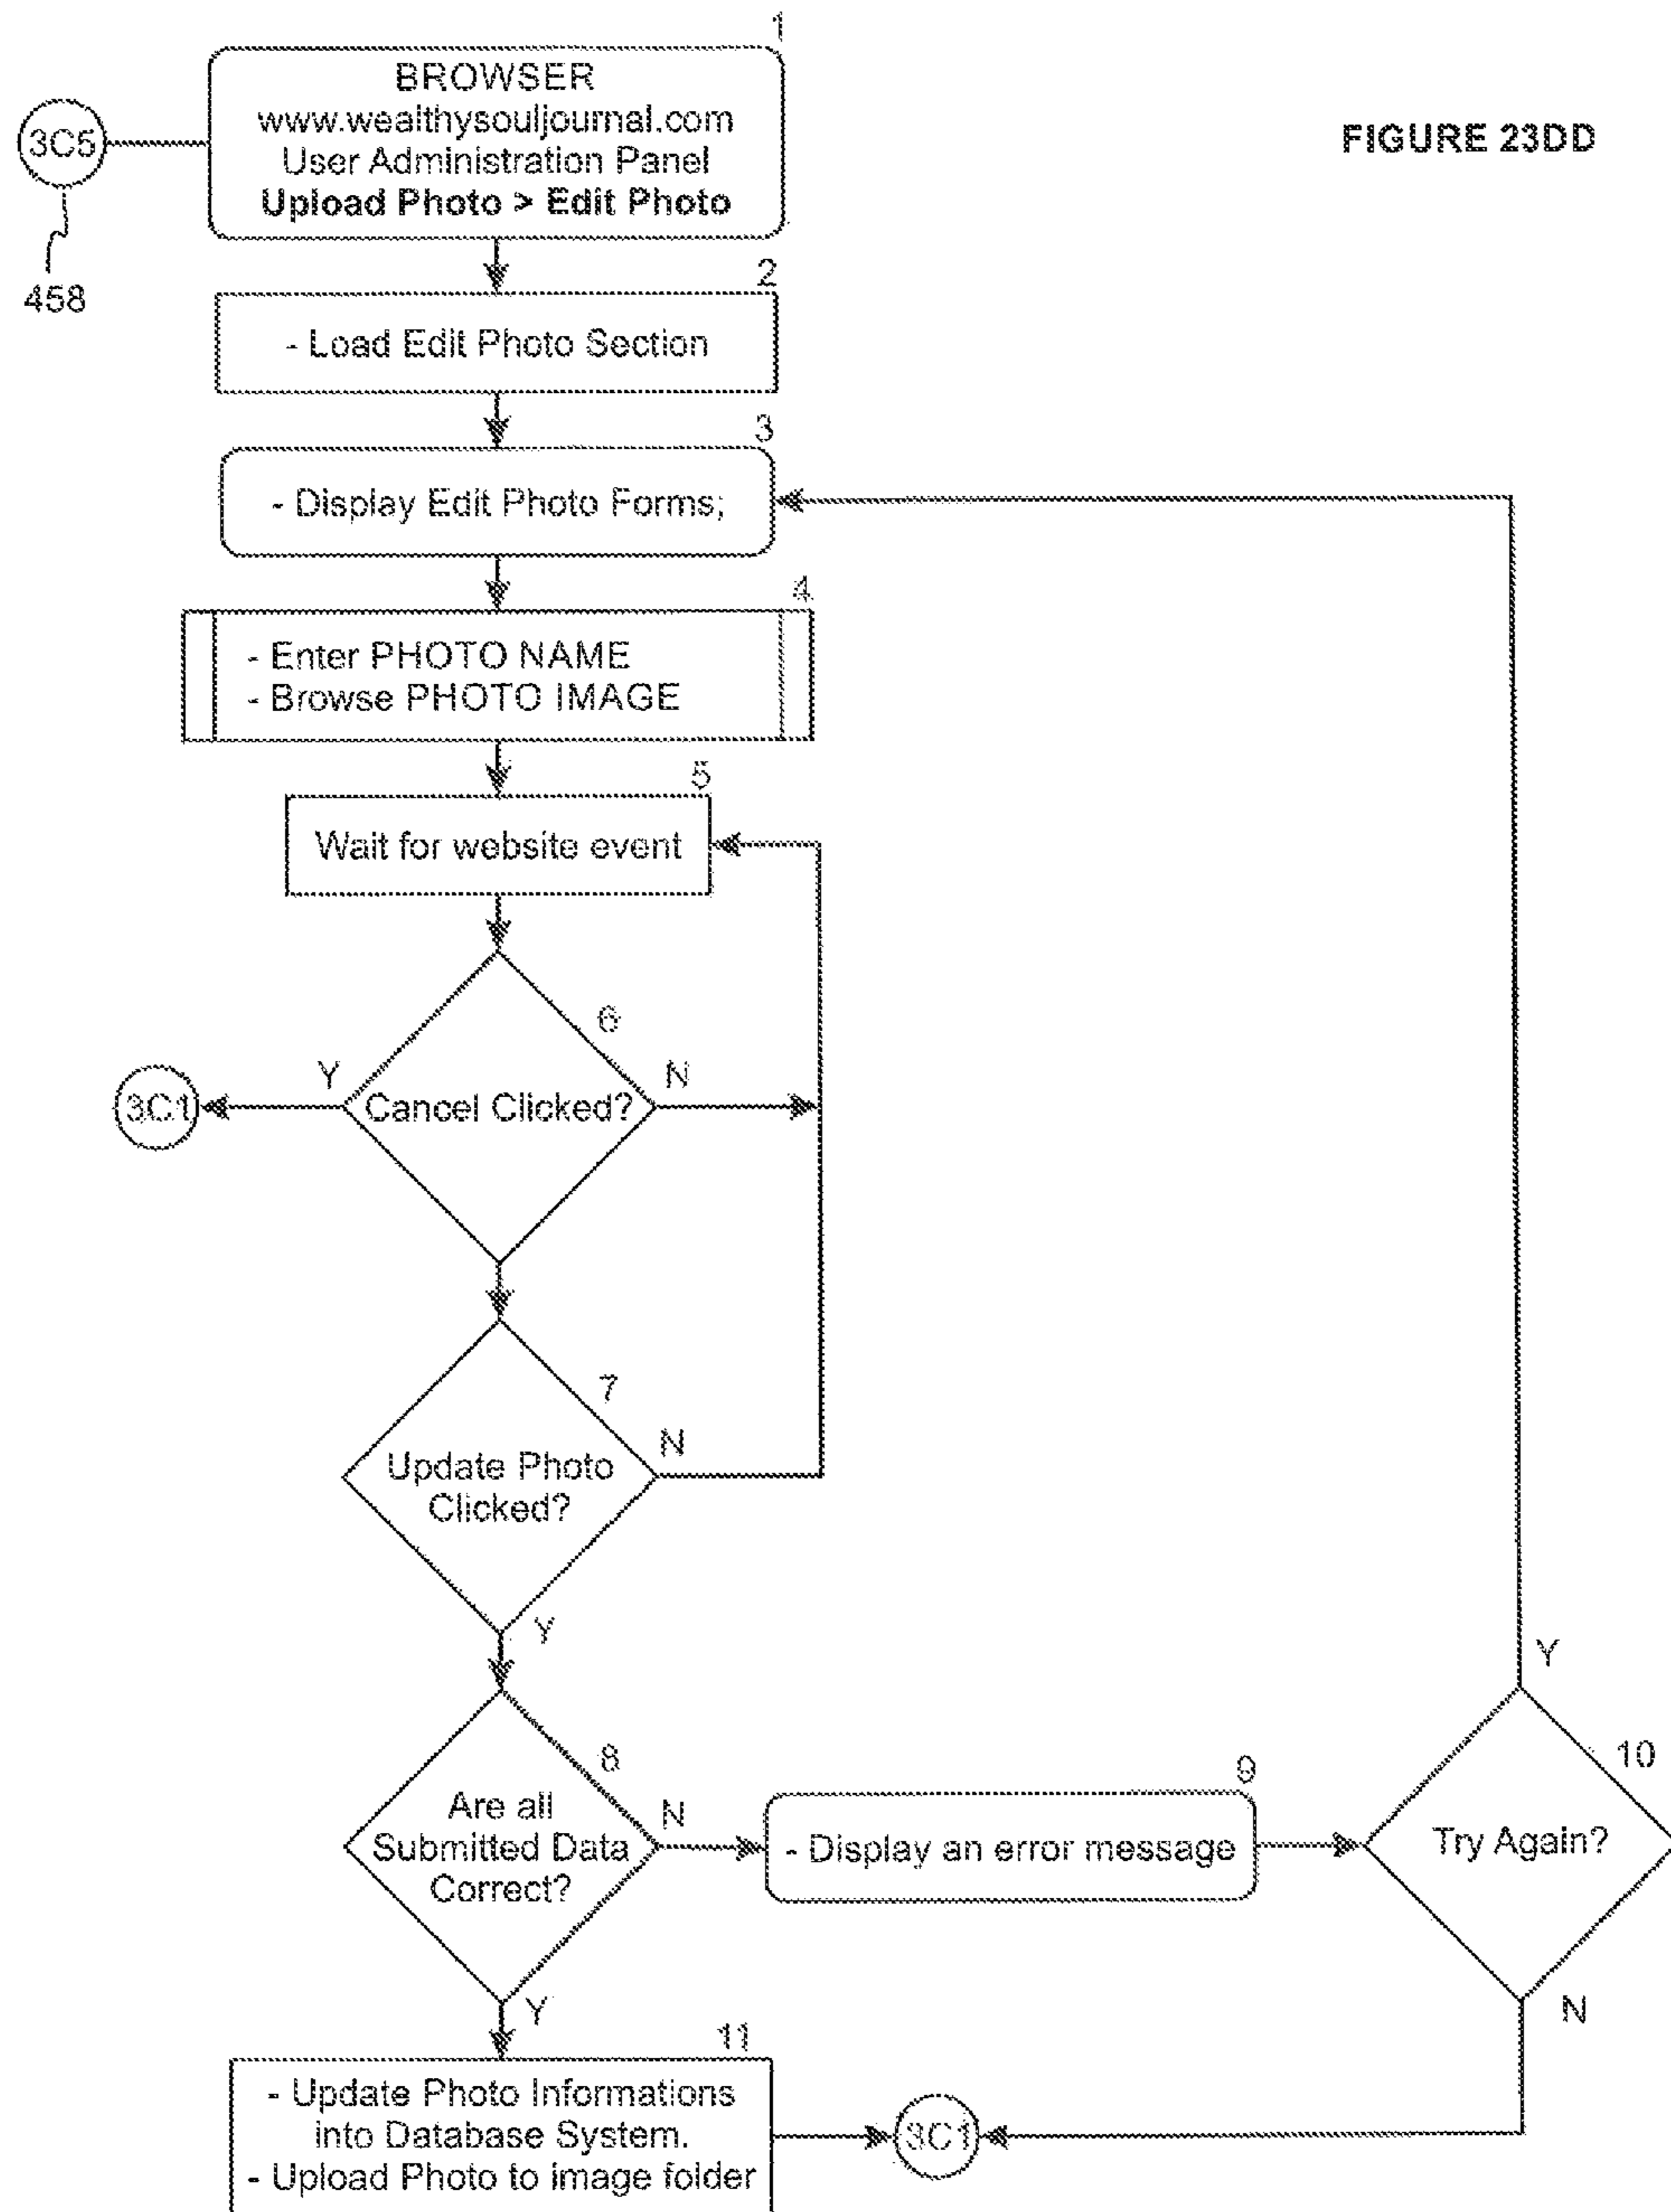 FIGURE 23DD
1
3C5
458
BROWSER
www.wealthysouljournal.com
User Administration Panel
Upload Photo > Edit Photo
2
- Load Edit Photo Section
3
- Display Edit Photo Forms;
4
- Enter PHOTO NAME
- Browse PHOTO IMAGE
5
Wait for website event
6
Y
N
3C1
Cancel Clicked?
7
N
Update Photo
Clicked?
Y
8
N
Are all
Submitted Data
Correct?
Y
9
- Display an error message
10
Y
Try Again?
N
11
- Update Photo Informations
into Database System.
- Upload Photo to image folder
3C1